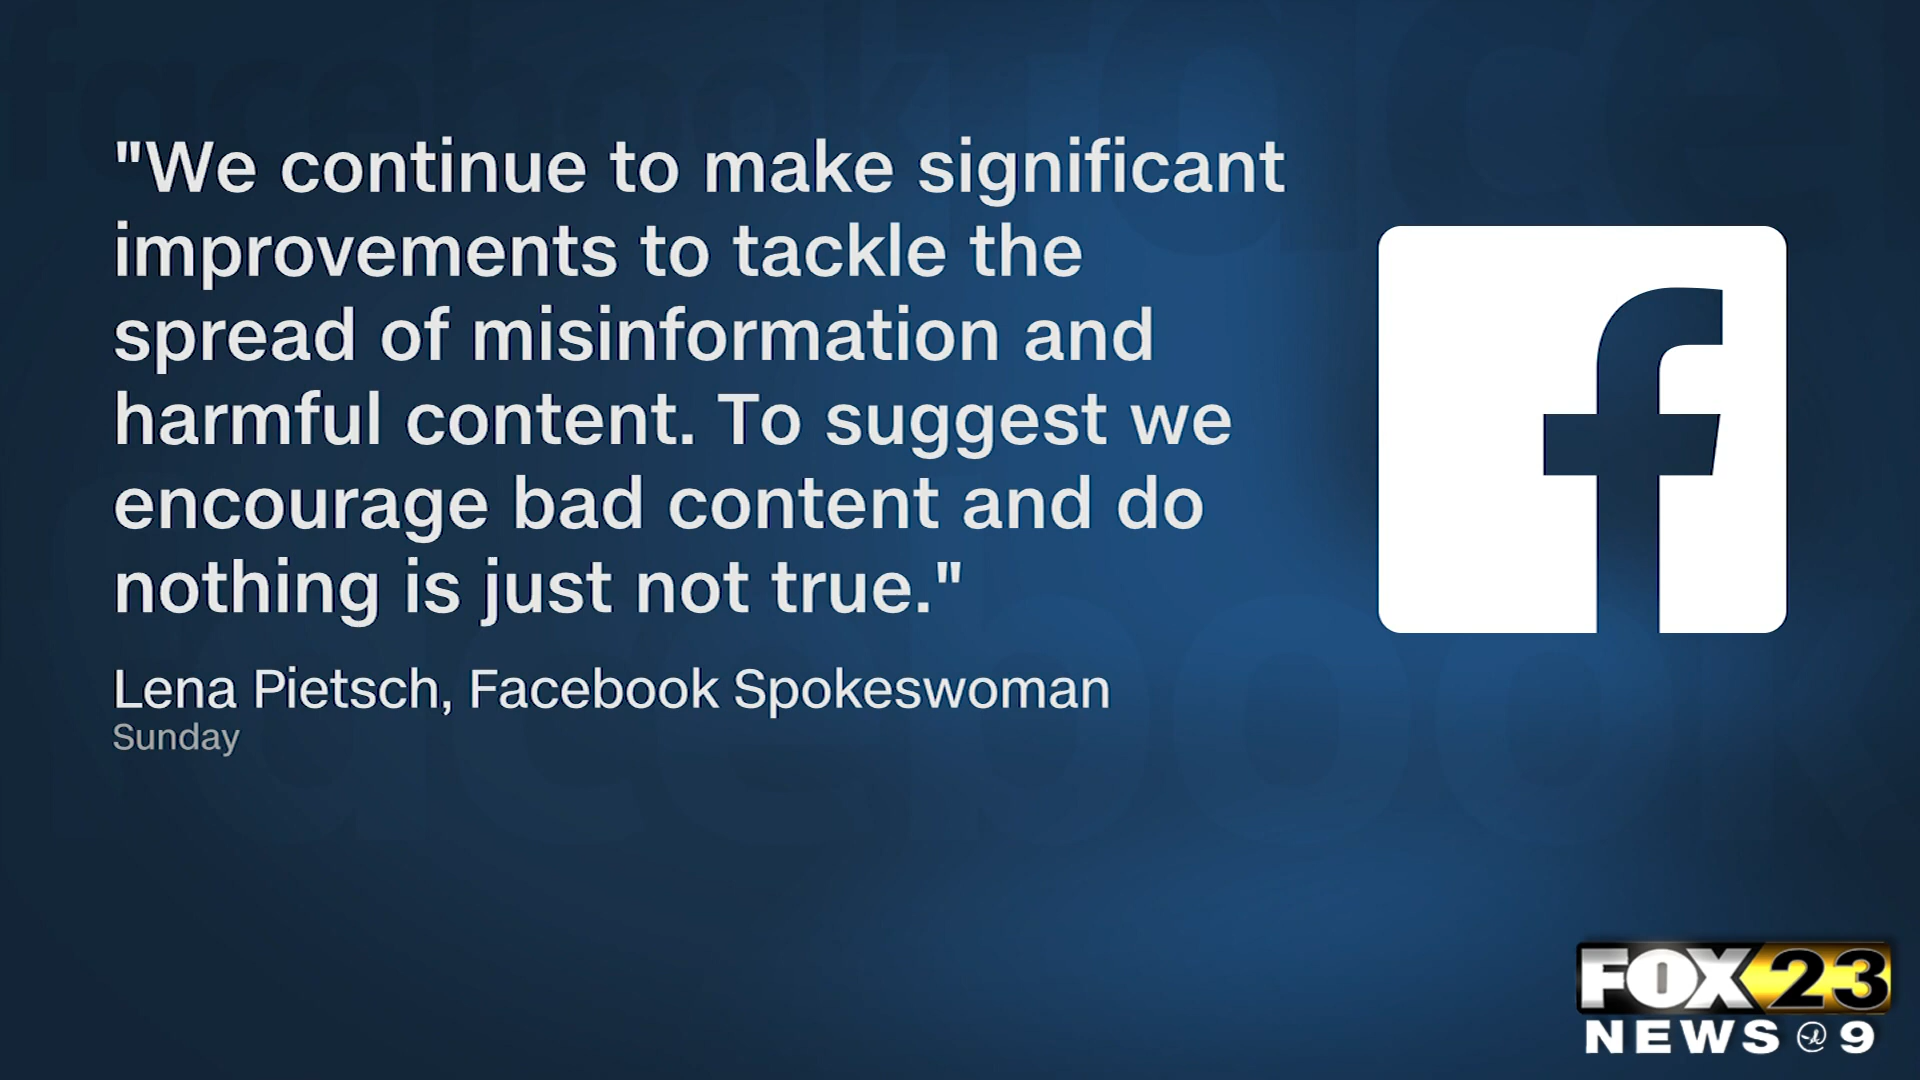 "We continue to make significant
improvements to tackle the
spread of misinformation and
harmful content. To suggest we
encourage bad content and do
nothing is just not true."
Lena Pietsch, Facebook Spokeswoman
Sunday
f
FOX 23
NEWS @ 9